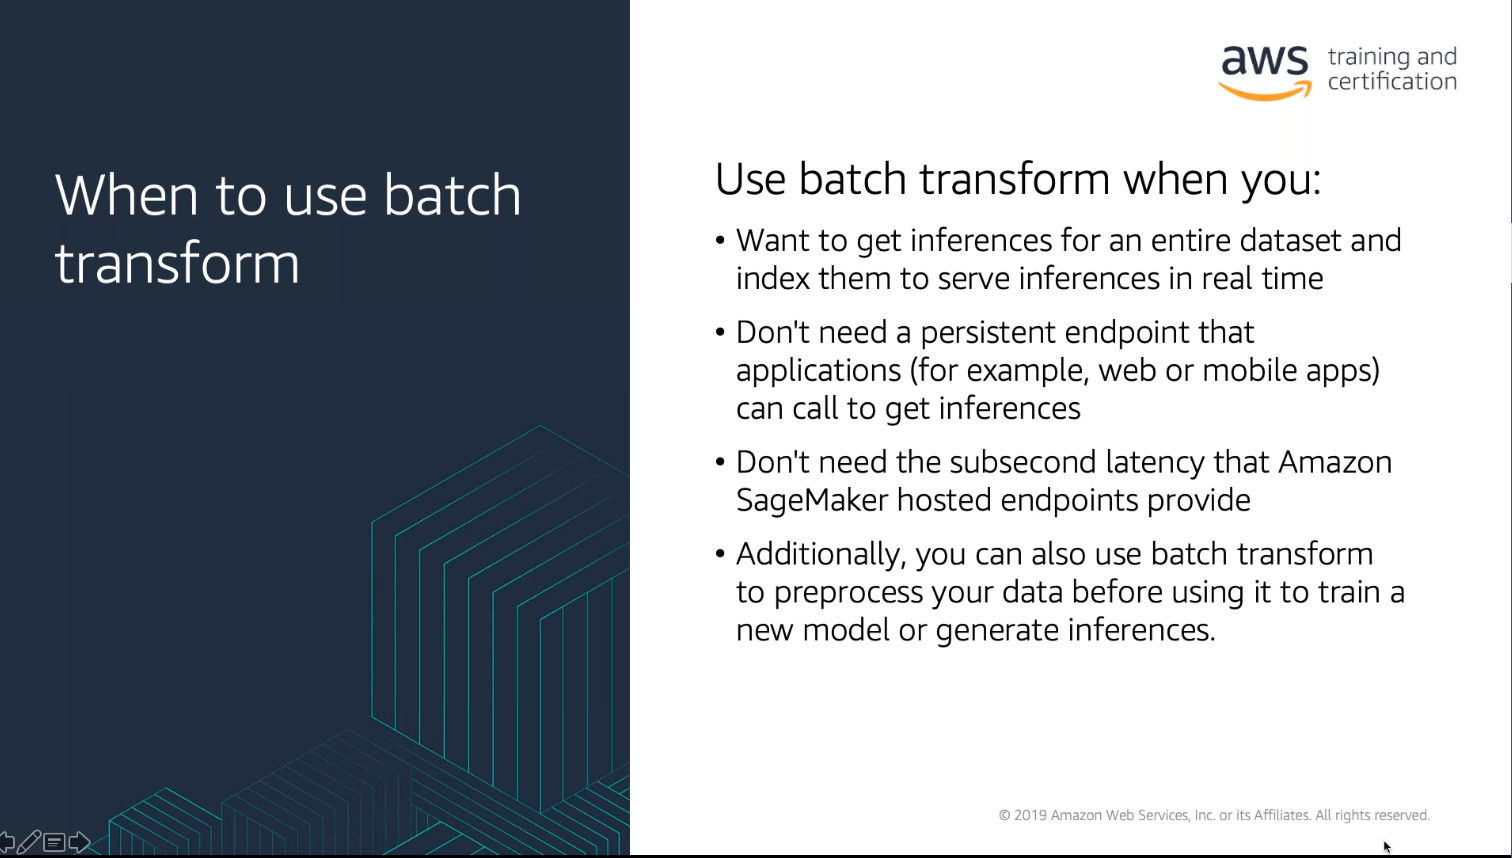 aws training and
certification
When to use batch
transform
Use batch transform when you:
• Want to get inferences for an entire dataset and
index them to serve inferences in real time
• Don't need a persistent endpoint that
applications (for example, web or mobile apps)
can call to get inferences
• Don't need the subsecond latency that Amazon
SageMaker hosted endpoints provide
• Additionally, you can also use batch transform
to preprocess your data before using it to train a
new model or generate inferences.
© 2019 Amazon Web Services, Inc. or its Affiliates. All rights reserved.